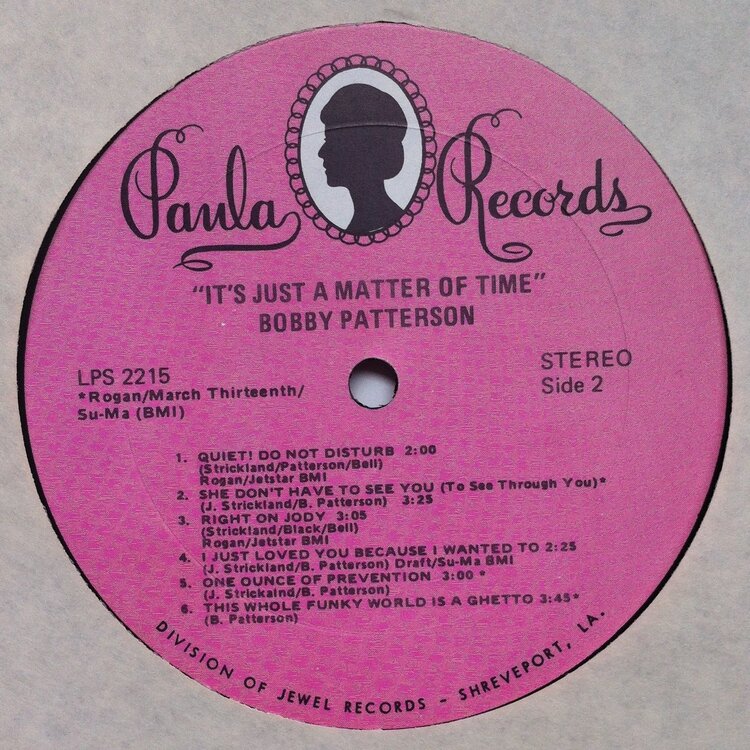 Paula Records
"IT'S JUST A MATTER OF TIME"
BOBBY PATTERSON
LPS 2215
*Rogan/March Thirteenth/
Su-Ma (BMI)
STEREO
Side 2
1. QUIET! DO NOT DISTURB 2:00
(Strickland/Patterson/Bell)
Rogan/Jetstar BMI
2. SHE DON'T HAVE TO SEE YOU (To See Through You)*
(J. Strickland/B. Patterson) 3:25
3. RIGHT ON JODY 3:05
(Strickland/Black/Bell)
Rogan/Jetstar BMI
4. I JUST LOVED YOU BECAUSE I WANTED TO 2:25
(J. Strickland/B. Patterson) Draft/Su-Ma BMI
5. ONE OUNCE OF PREVENTION 3:00 *
(J. Strickalnd/B. Patterson)
6. THIS WHOLE FUNKY WORLD IS A GHETTO 3:45*
(B. Patterson)
DIVISION OF JEWEL RECORDS - SHREVEPORT, LA.